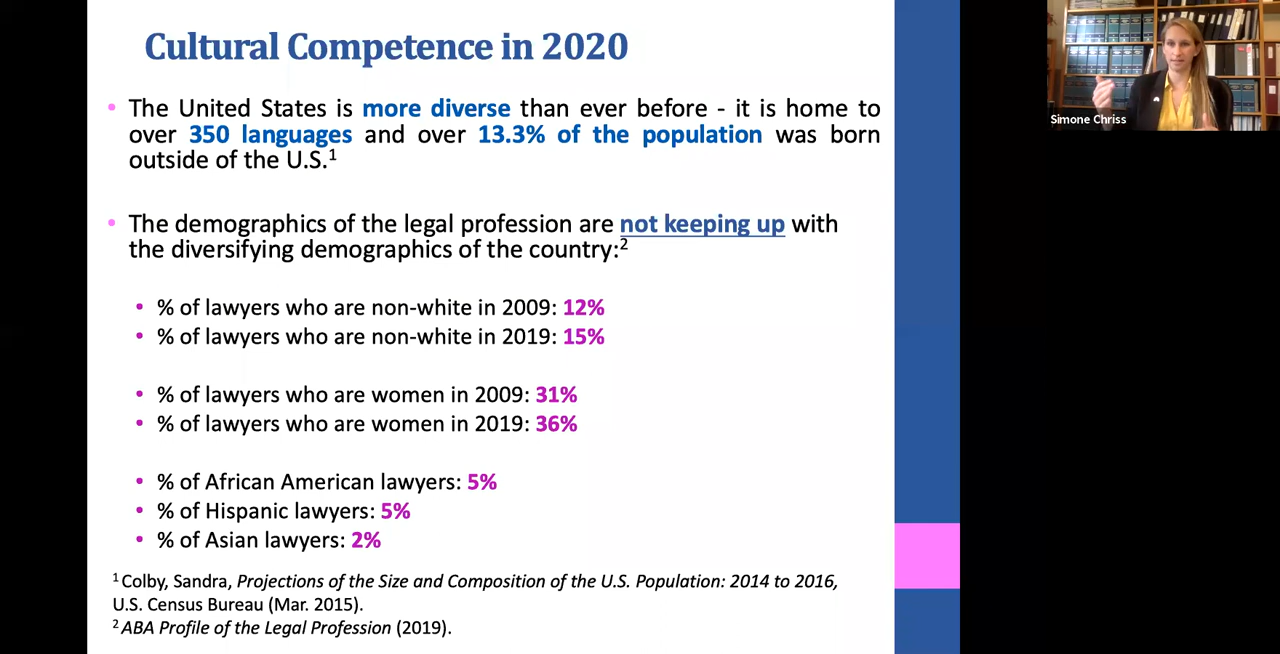 Cultural Competence in 2020
• The United States is more diverse than ever before - it is home to
over 350 languages and over 13.3% of the population was born
outside of the U.S.¹
• The demographics of the legal profession are not keeping up with
the diversifying demographics of the country:²
• % of lawyers who are non-white in 2009: 12%
• % of lawyers who are non-white in 2019: 15%
• % of lawyers who are women in 2009: 31%
• % of lawyers who are women in 2019: 36%
• % of African American lawyers: 5%
• % of Hispanic lawyers: 5%
• % of Asian lawyers: 2%
¹ Colby, Sandra, Projections of the Size and Composition of the U.S. Population: 2014 to 2016,
U.S. Census Bureau (Mar. 2015).
² ABA Profile of the Legal Profession (2019).
Simone Chriss